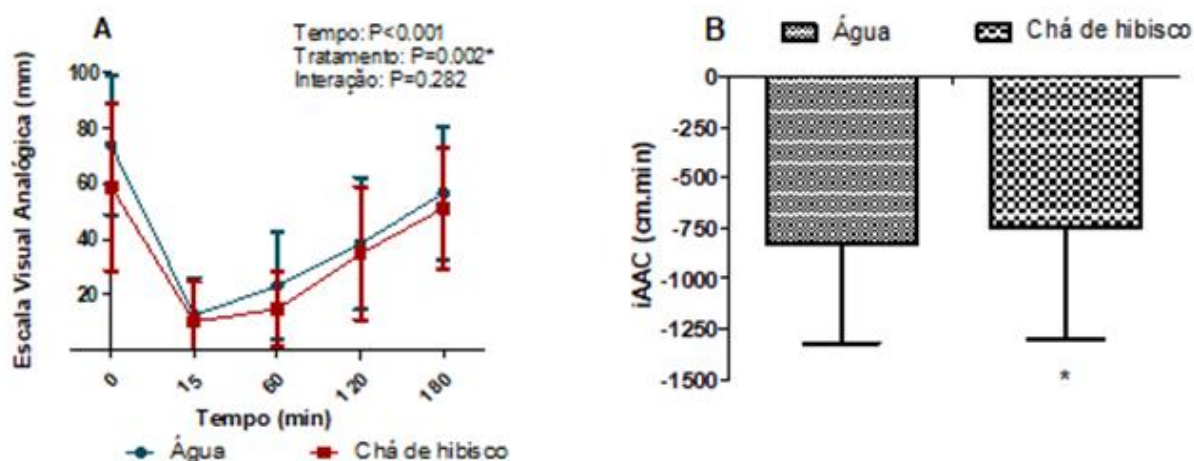 A
Tempo: P<0.001
Tratamento: P=0.002*
Interação: P=0.282
Escala Visual Analógica (mm)
100
80
60
40
20
0
15
60
120
180
Tempo (min)
Água
Chá de hibisco
B
Água
Chá de hibisco
iAAC (cm.min)
0
-250
-500
-750
-1000
-1250
-1500
*